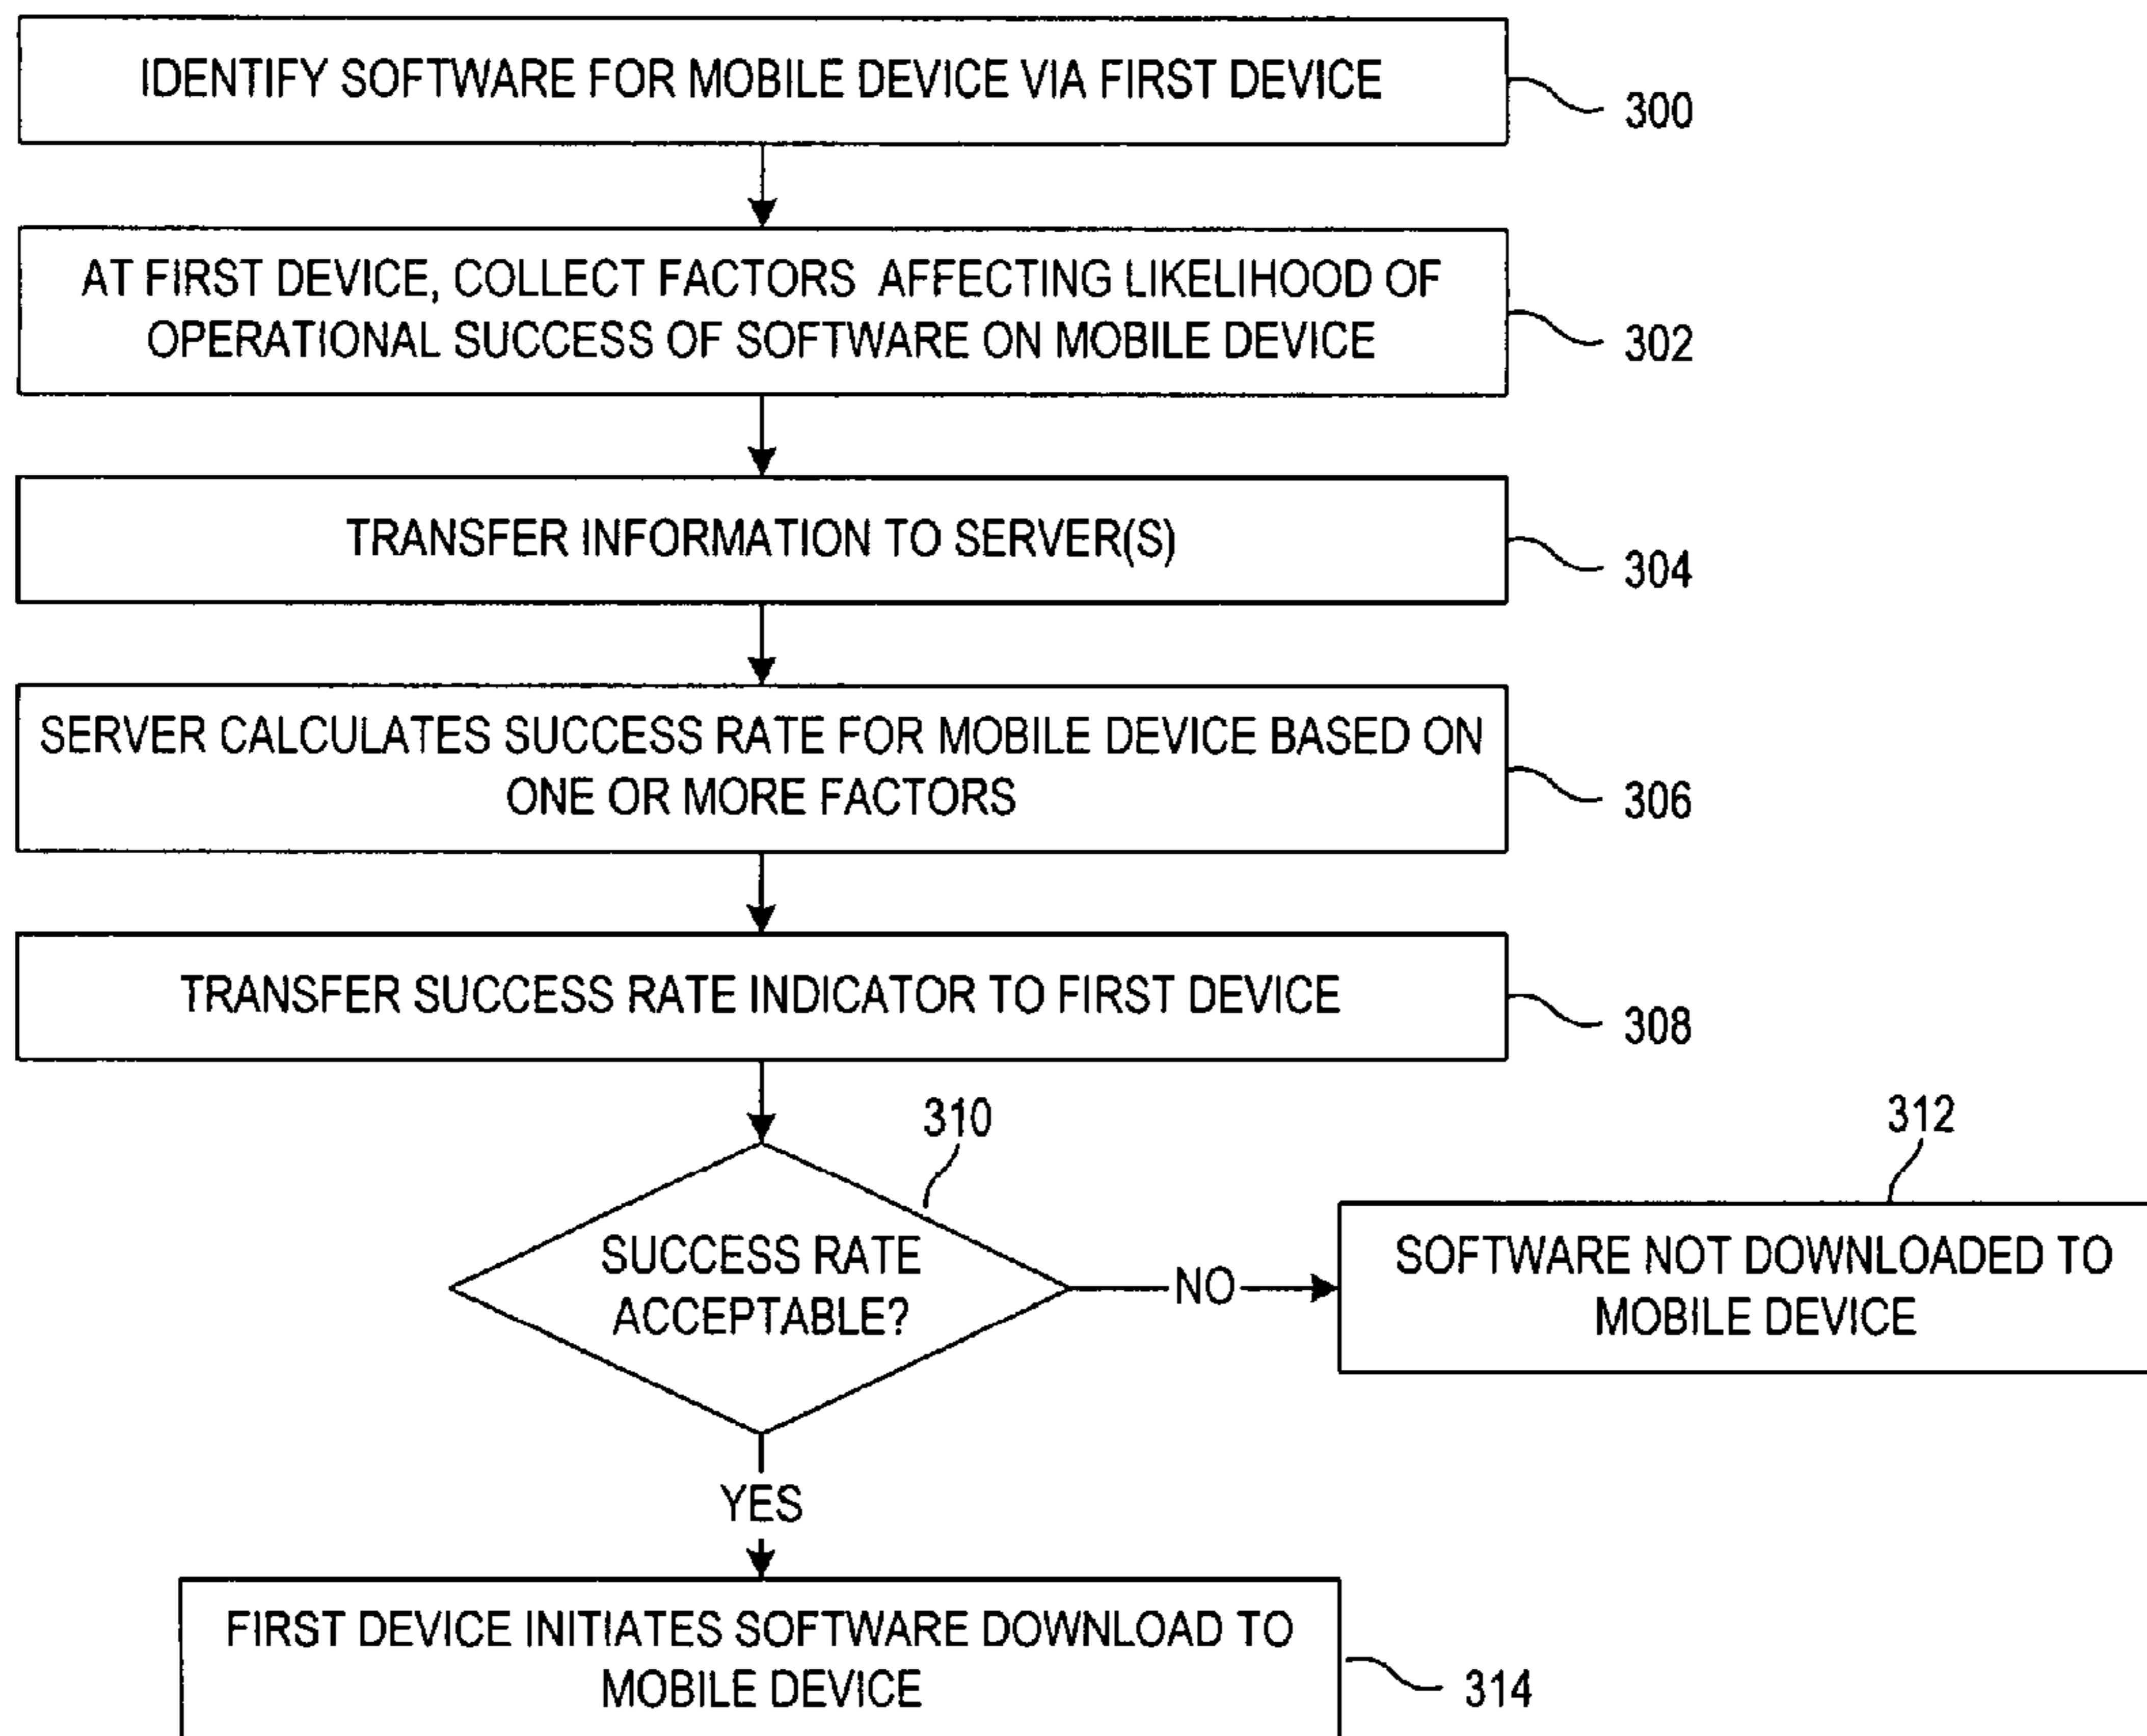 IDENTIFY SOFTWARE FOR MOBILE DEVICE VIA FIRST DEVICE
300
AT FIRST DEVICE, COLLECT FACTORS AFFECTING LIKELIHOOD OF
OPERATIONAL SUCCESS OF SOFTWARE ON MOBILE DEVICE
302
TRANSFER INFORMATION TO SERVER(S)
304
SERVER CALCULATES SUCCESS RATE FOR MOBILE DEVICE BASED ON
ONE OR MORE FACTORS
306
TRANSFER SUCCESS RATE INDICATOR TO FIRST DEVICE
308
310
SUCCESS RATE
ACCEPTABLE?
NO
312
SOFTWARE NOT DOWNLOADED TO
MOBILE DEVICE
YES
FIRST DEVICE INITIATES SOFTWARE DOWNLOAD TO
MOBILE DEVICE
314